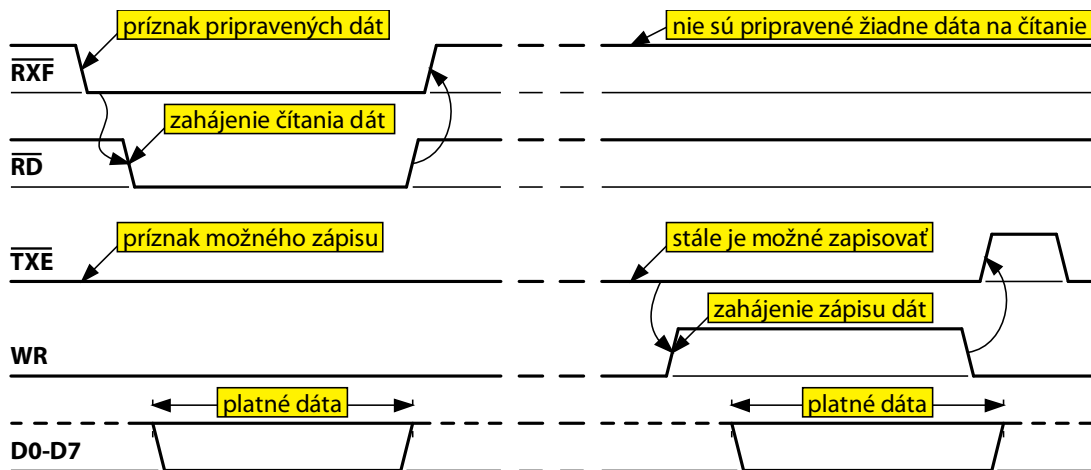 príznak pripravených dát
nie sú pripravené žiadne dáta na čítanie
RXF
zahájenie čítania dát
RD
príznak možného zápisu
stále je možné zapisovať
TXE
zahájenie zápisu dát
WR
platné dáta
platné dáta
D0-D7